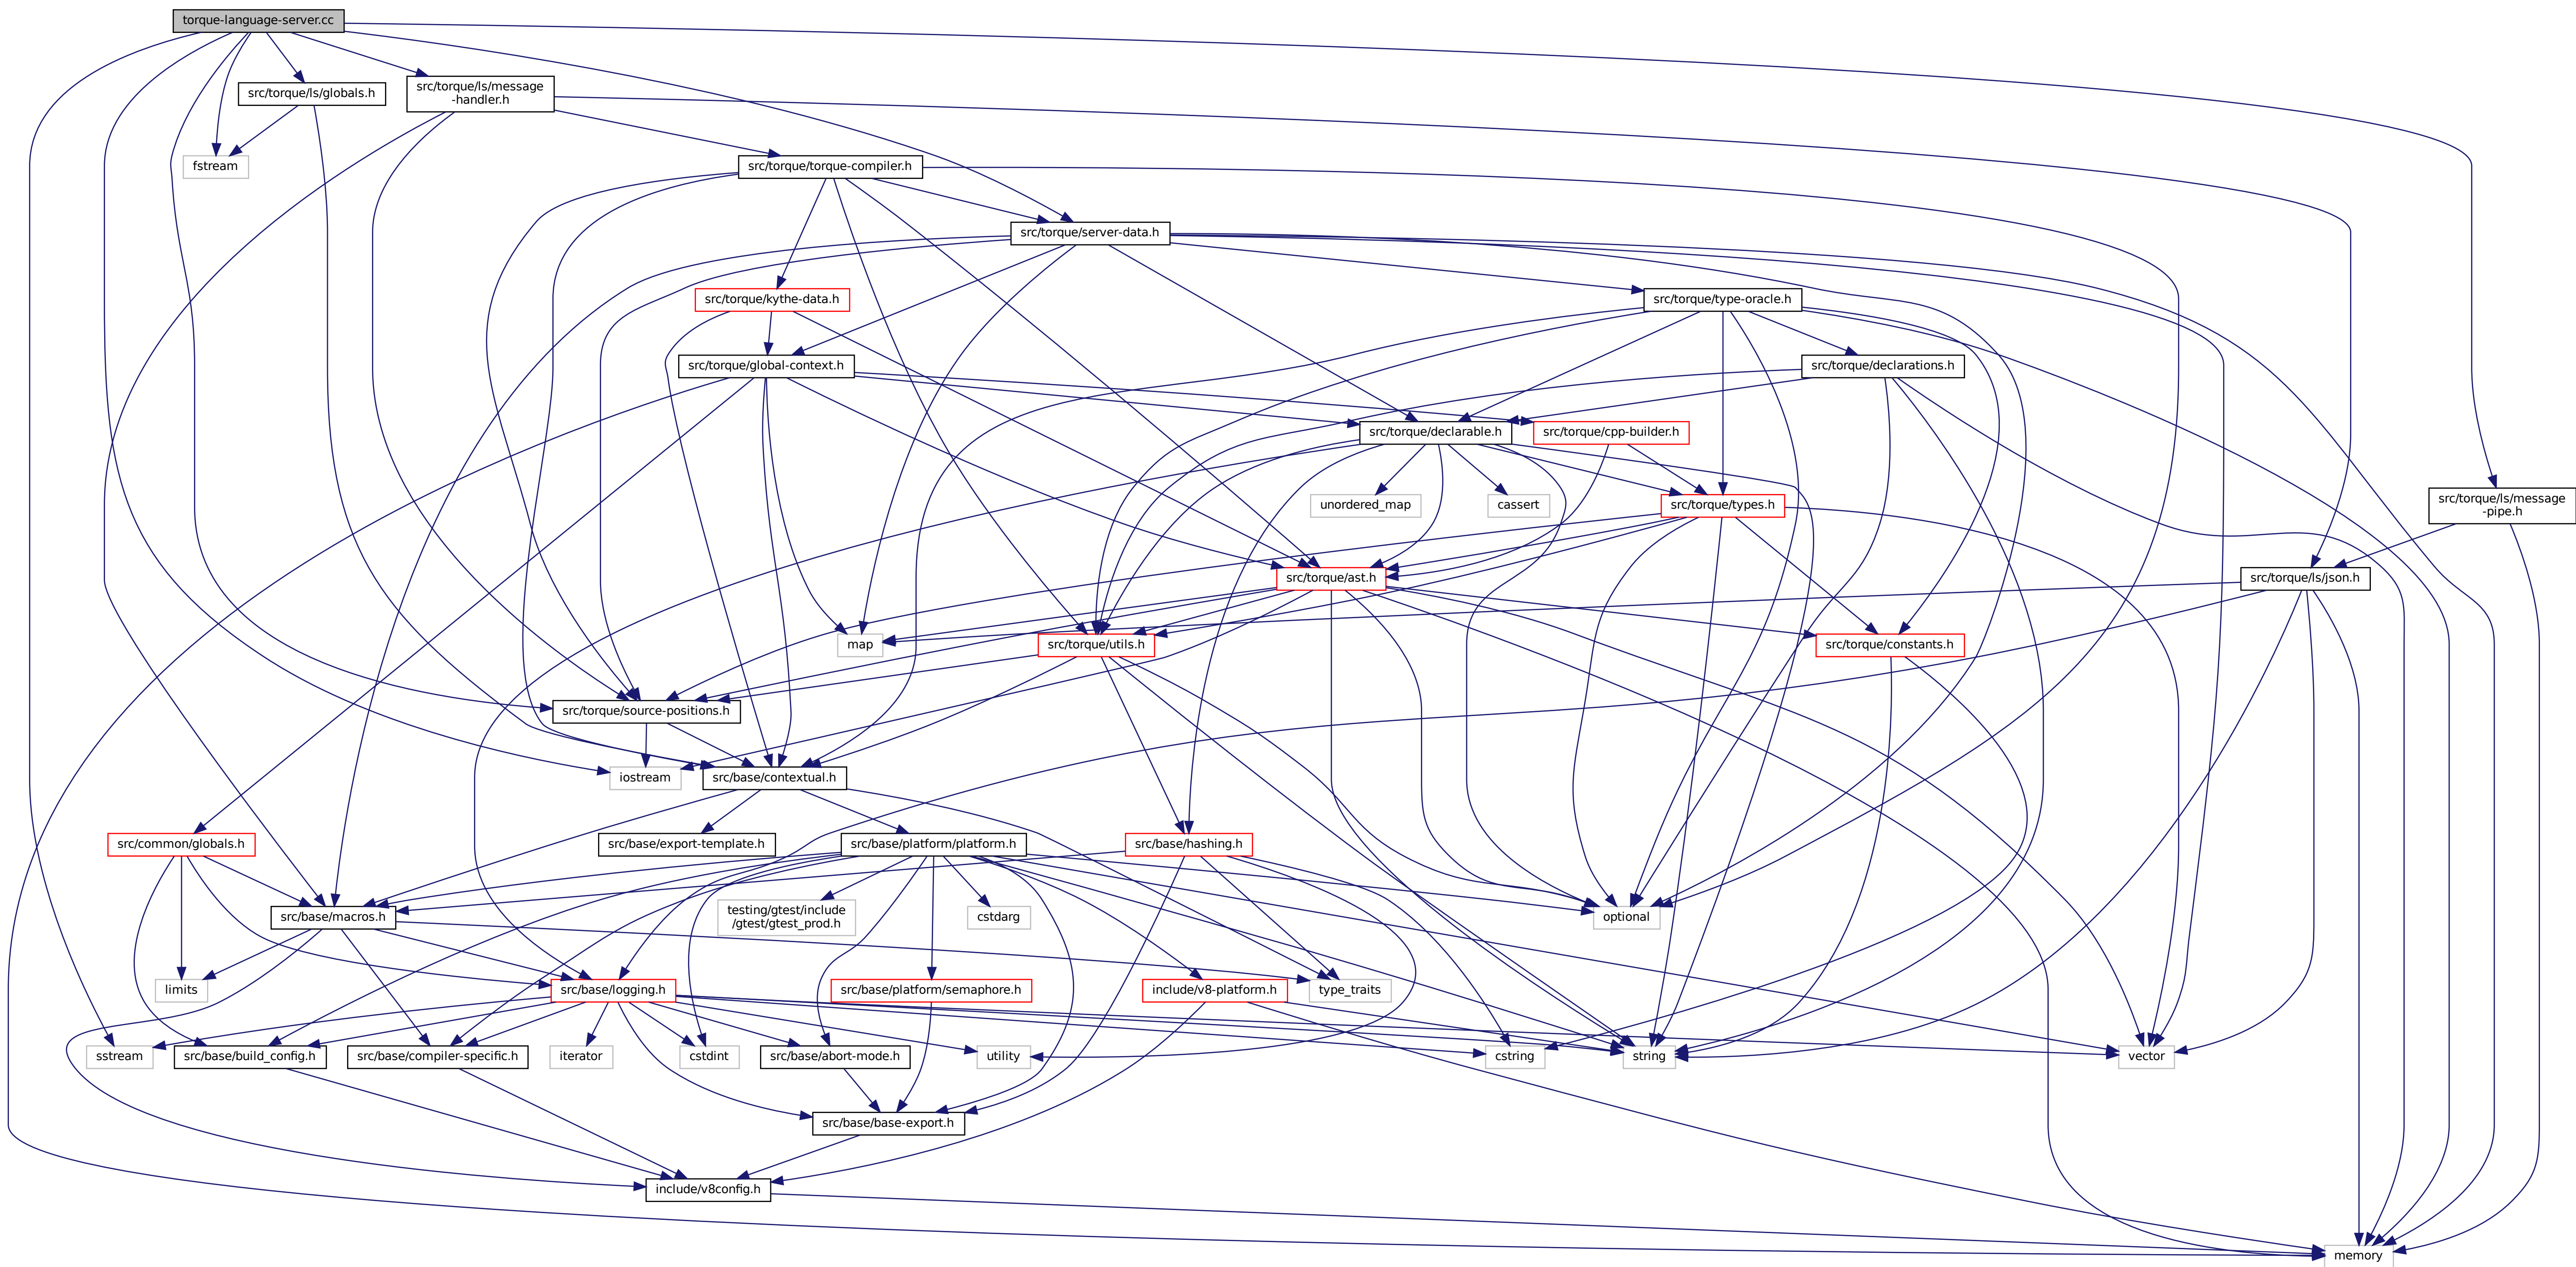 torque-language-server.cc
src/torque/ls/globals.h
src/torque/ls/message
-handler.h
fstream
src/torque/torque-compiler.h
src/torque/server-data.h
src/torque/kythe-data.h
src/torque/type-oracle.h
src/torque/global-context.h
src/torque/declarations.h
src/torque/declarable.h
src/torque/cpp-builder.h
unordered_map
cassert
src/torque/types.h
src/torque/ls/message
-pipe.h
src/torque/ast.h
src/torque/ls/json.h
map
src/torque/utils.h
src/torque/constants.h
src/torque/source-positions.h
iostream
src/base/contextual.h
src/common/globals.h
src/base/export-template.h
src/base/platform/platform.h
src/base/hashing.h
src/base/macros.h
testing/gtest/include
/gtest/gtest_prod.h
cstdarg
optional
limits
src/base/logging.h
src/base/platform/semaphore.h
include/v8-platform.h
type_traits
sstream
src/base/build_config.h
src/base/compiler-specific.h
iterator
cstdint
src/base/abort-mode.h
utility
cstring
string
vector
src/base/base-export.h
include/v8config.h
memory